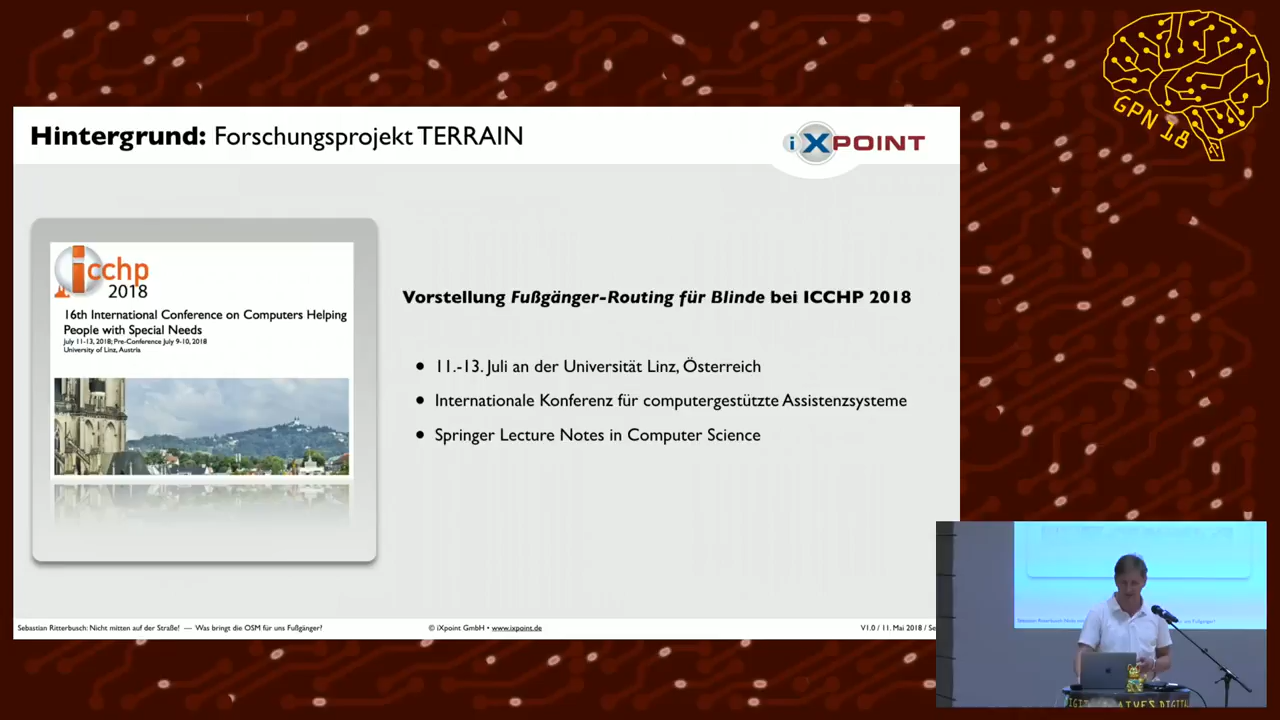 GPN 18
Hintergrund: Forschungsprojekt TERRAIN
iXPOINT
icchp
2018
16th International Conference on Computers Helping
People with Special Needs
July 11-13, 2018; Pre-Conference July 9-10, 2018
University of Linz, Austria
Vorstellung Fußgänger-Routing für Blinde bei ICCHP 2018
• 11.-13. Juli an der Universität Linz, Österreich
• Internationale Konferenz für computergestützte Assistenzsysteme
• Springer Lecture Notes in Computer Science
Sebastian Ritterbusch: Nicht mitten auf der Straße! — Was bringt die OSM für uns Fußgänger?
© iXpoint GmbH • www.ixpoint.de
V1.0 / 11. Mai 2018 / Se